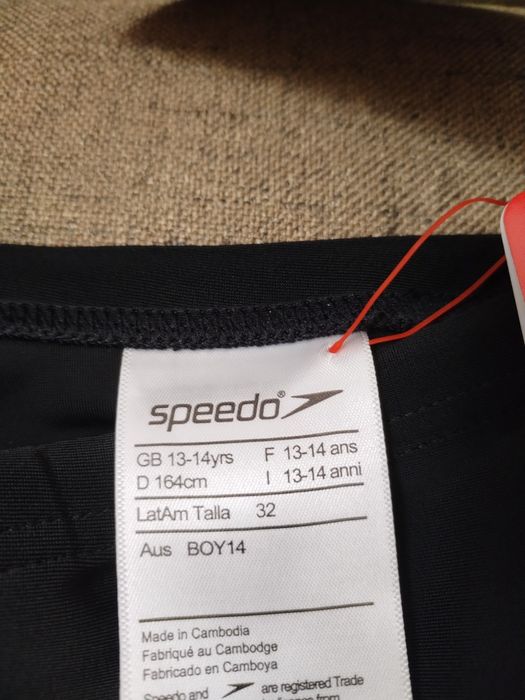 speedo®
GB 13-14yrs F 13-14 ans
D 164cm I 13-14 anni
LatAm Talla 32
Aus BOY14
Made in Cambodia
Fabriqué au Cambodge
Fabricado en Camboya
Speedo and are registered Trade